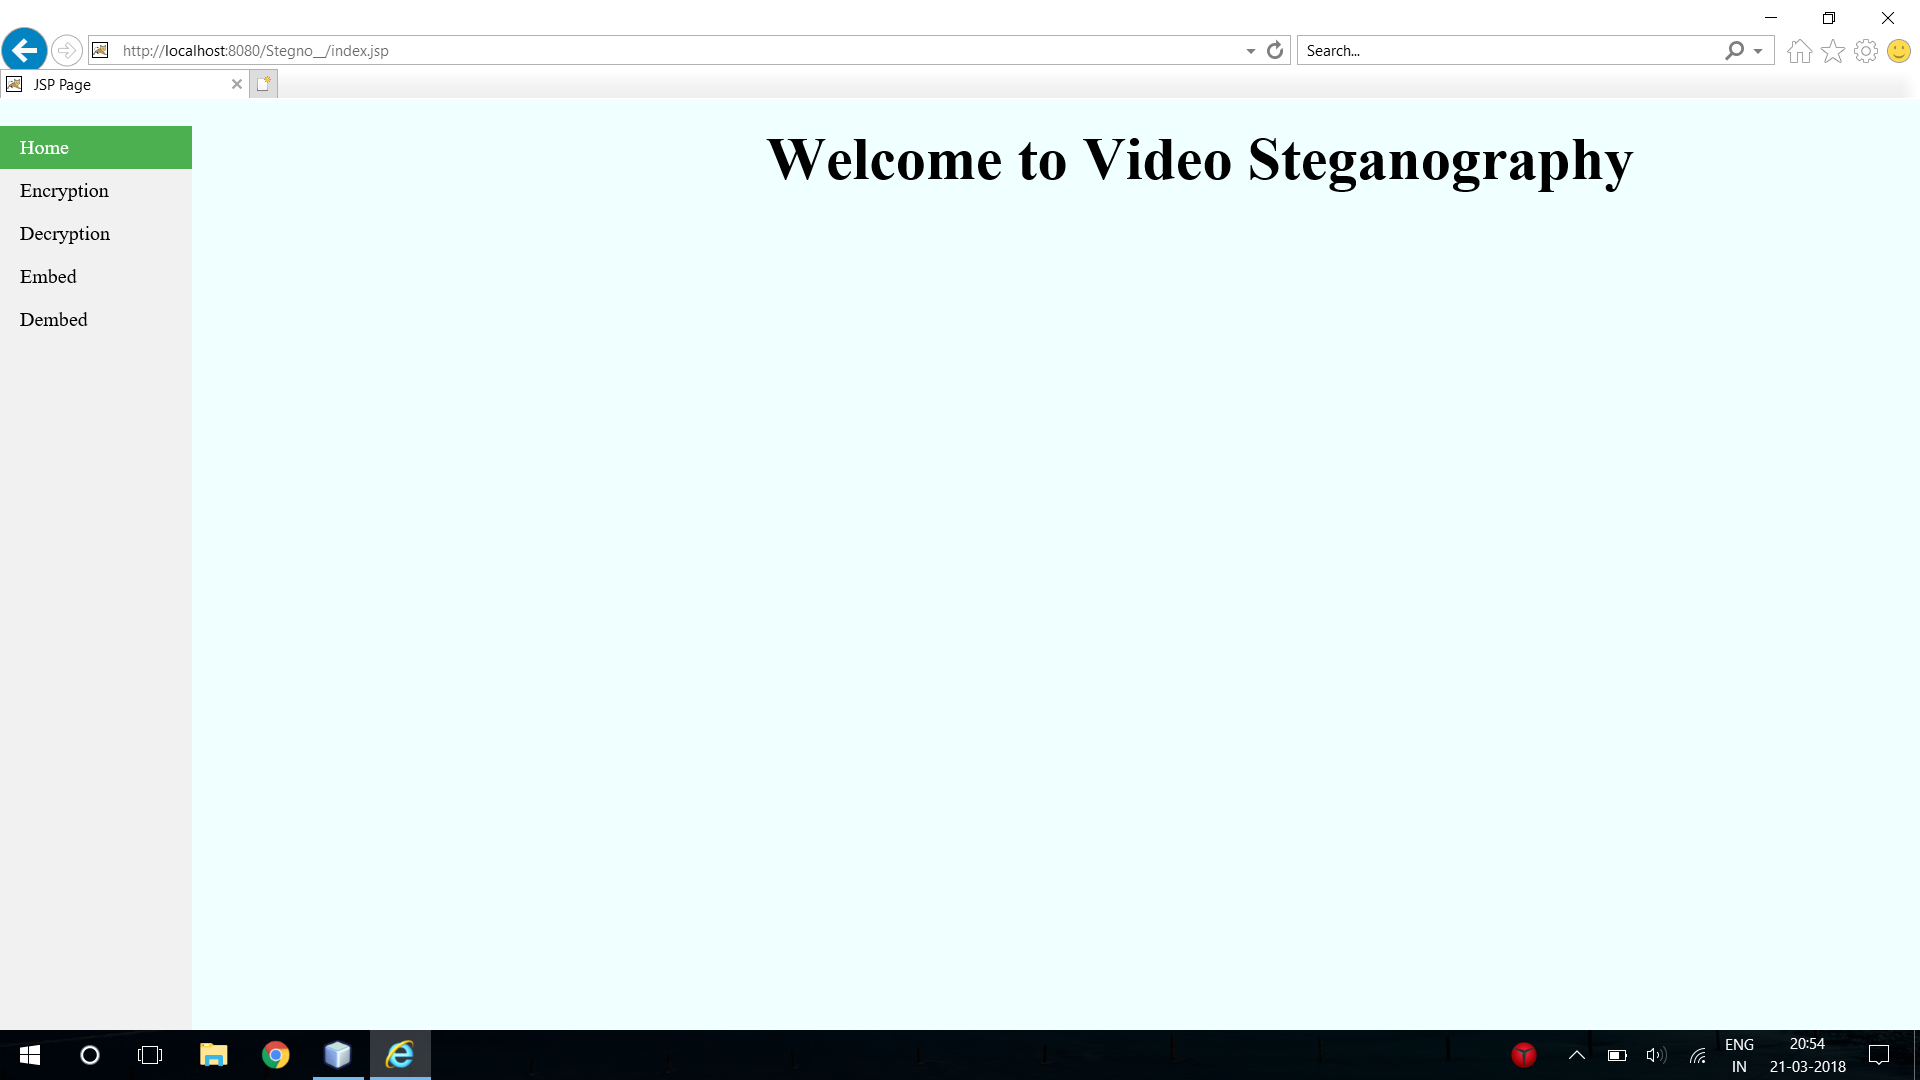 http://localhost:8080/Stegno__/index.jsp
Search...
JSP Page
Home
Encryption
Decryption
Embed
Dembed
Welcome to Video Steganography
ENG
IN
20:54
21-03-2018